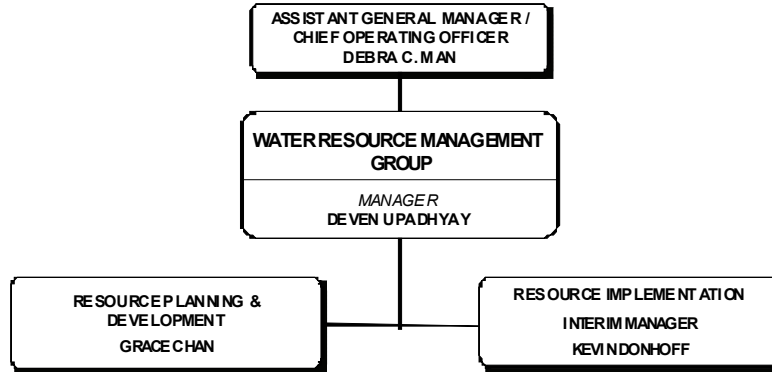 ASSISTANT GENERAL MANAGER /
CHIEF OPERATING OFFICER
DEBRA C. MAN
WATER RESOURCE MANAGEMENT
GROUP
MANAGER
DEVEN UPADHYAY
RESOURCE PLANNING &
DEVELOPMENT
GRACE CHAN
RESOURCE IMPLEMENTATION
INTERIM MANAGER
KEVIN DONHOFF